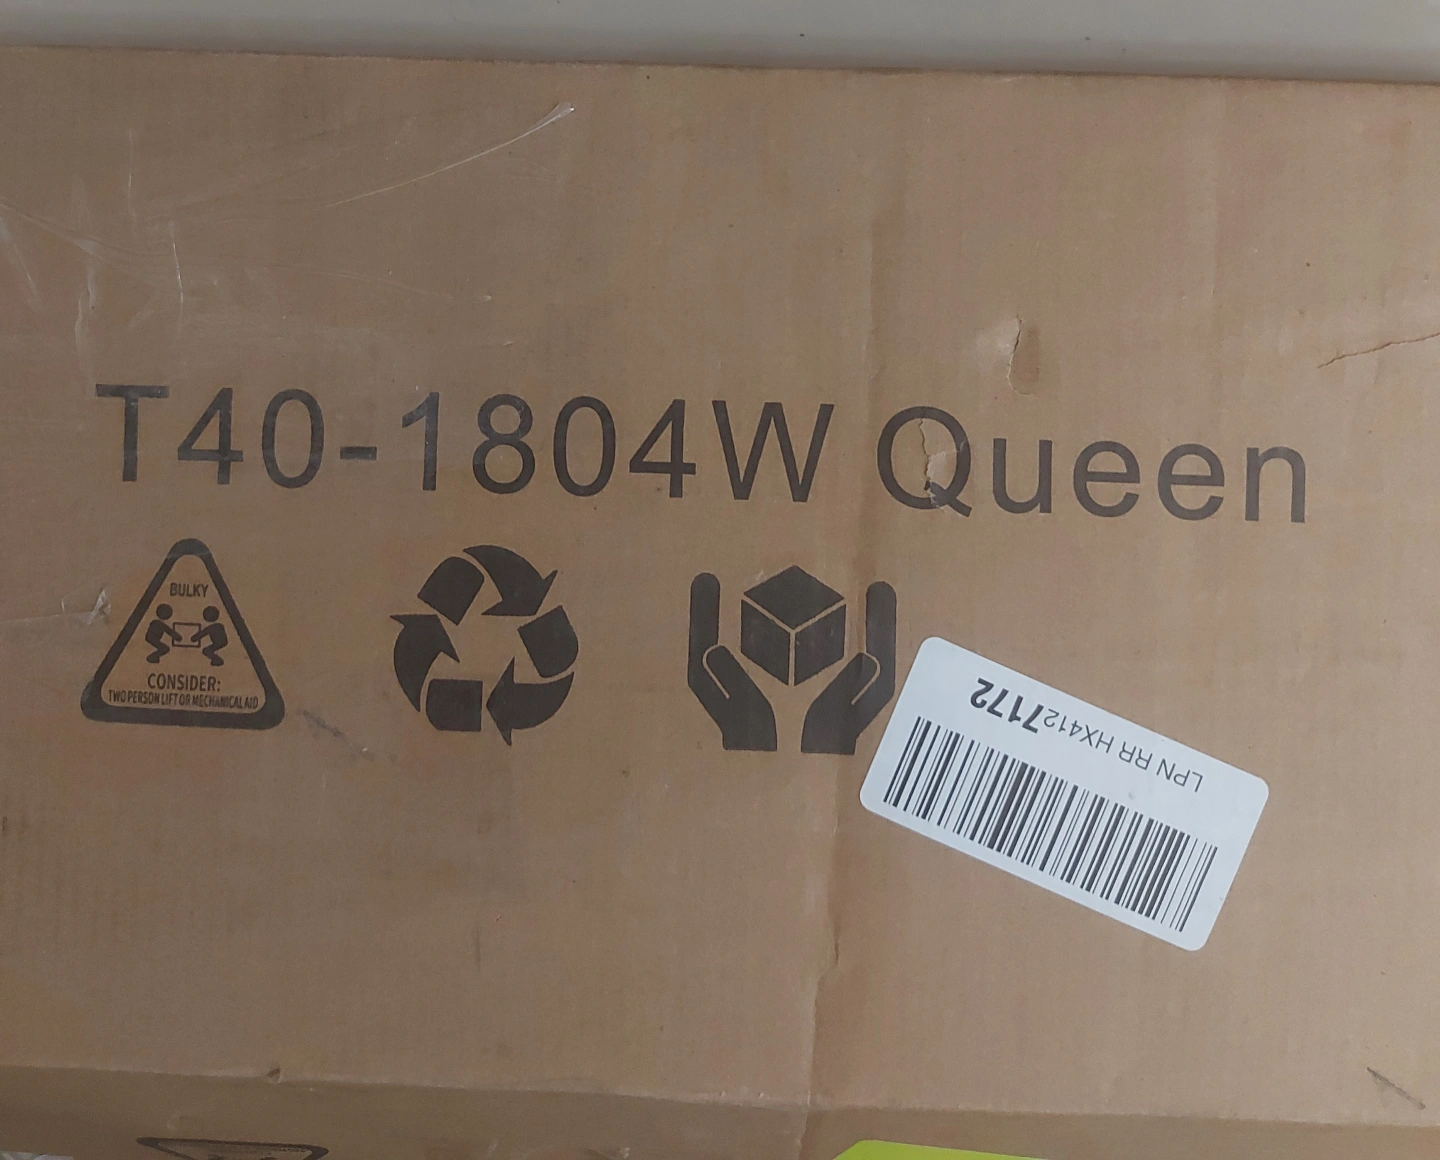 T40-1804W Queen
BULKY
CONSIDER:
TWO PERSON LIFT OR MECHANICAL AID
LPN RR HX4127172